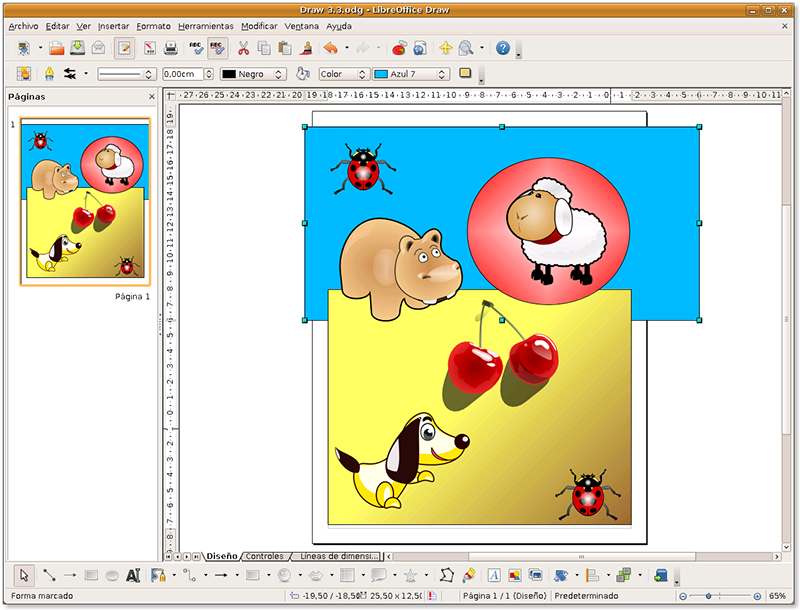 Draw 3.3.odg - LibreOffice Draw
Archivo Editar Ver Insertar Formato Herramientas Modificar Ventana Ayuda
ABC ABC
0,00cm Negro Color Azul 7
Páginas
27 26 25 24 23 22 21 20 19 18 17 16 15 14 13 12 11 10 9 8 7 6 5 4 3 2 1 1 2 3 4 5 6 7 8 9 10 11
1
Página 1
Diseño Controles Líneas de dimensi...
A
Forma marcado -19,50 / -18,50 25,50 x 12,50 Página 1 / 1 (Diseño) Predeterminado 65%